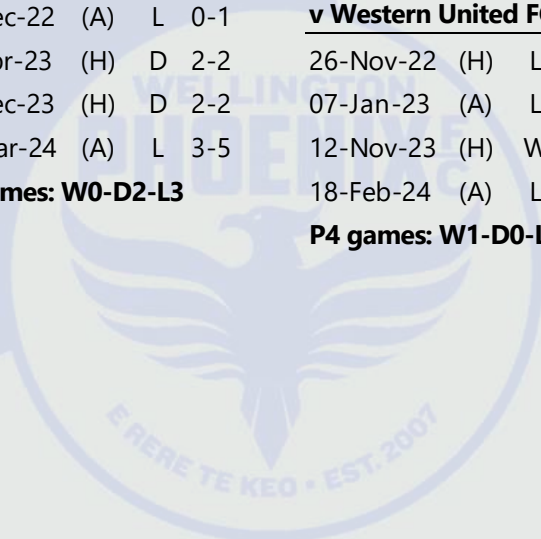 ec-22 (A) L 0-1
or-23 (H) D 2-2
ec-23 (H) D 2-2
ar-24 (A) L 3-5
mes: W0-D2-L3
v Western United F
26-Nov-22 (H) L
07-Jan-23 (A) L
12-Nov-23 (H) W
18-Feb-24 (A) L
P4 games: W1-D0-L
WELLINGTON
PHOENIX
FC
E RERE TE KEO • EST. 2007